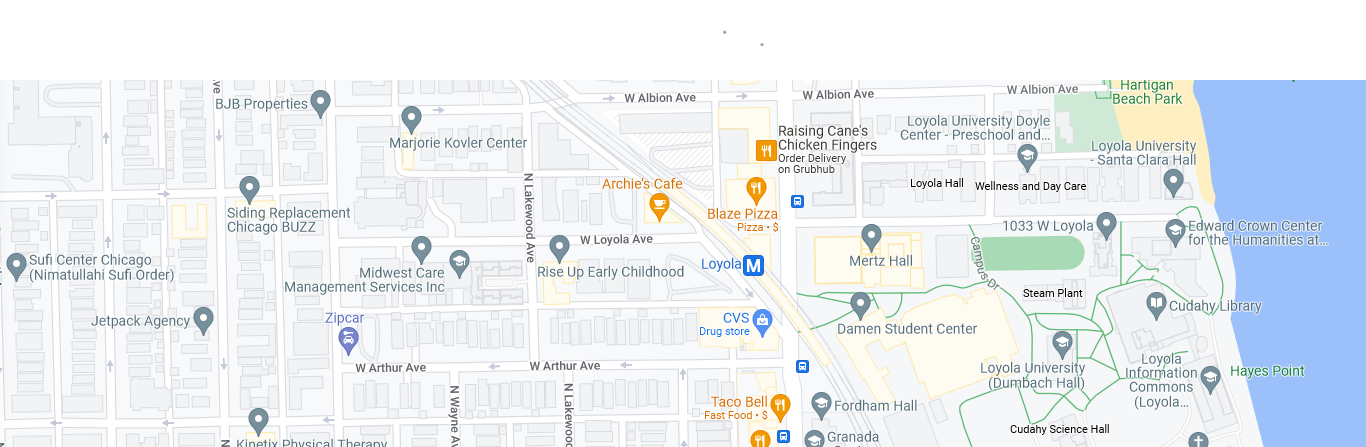 W Albion Ave
W Albion Ave
W Albion Ave
Hartigan
Beach Park
BJB Properties
Marjorie Kovler Center
Raising Cane's
Chicken Fingers
Order Delivery
on Grubhub
Loyola University Doyle
Center - Preschool and...
Loyola University
- Santa Clara Hall
Loyola Hall
Wellness and Day Care
N Lakewood Ave
Archie's Cafe
Siding Replacement
Chicago BUZZ
Blaze Pizza
Pizza • $
1033 W Loyola
Edward Crown Center
for the Humanities at...
W Loyola Ave
Campus Dr
Sufi Center Chicago
(Nimatullahi Sufi Order)
Midwest Care
Management Services Inc
Rise Up Early Childhood
Loyola
M
Mertz Hall
Steam Plant
Cudahy Library
Jetpack Agency
Zipcar
CVS
Drug store
Damen Student Center
W Arthur Ave
W Arthur Ave
Loyola University
(Dumbach Hall)
Loyola
Information
Commons
(Loyola...
Hayes Point
Taco Bell
Fast Food • $
Fordham Hall
Cudahy Science Hall
Granada
Kinetix Physical Therapy
N Wayne Av
N Lakewood